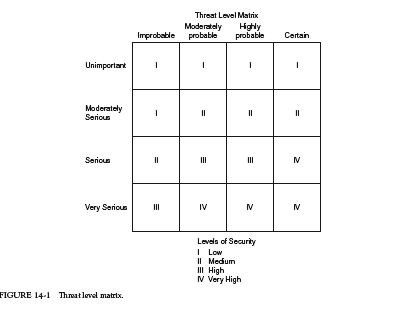 Threat Level Matrix
Improbable Moderately probable Highly probable Certain
Unimportant I I I I
Moderately Serious I II II II
Serious II III III IV
Very Serious III IV IV IV
Levels of Security
I Low
II Medium
III High
IV Very High
FIGURE 14-1 Threat level matrix.